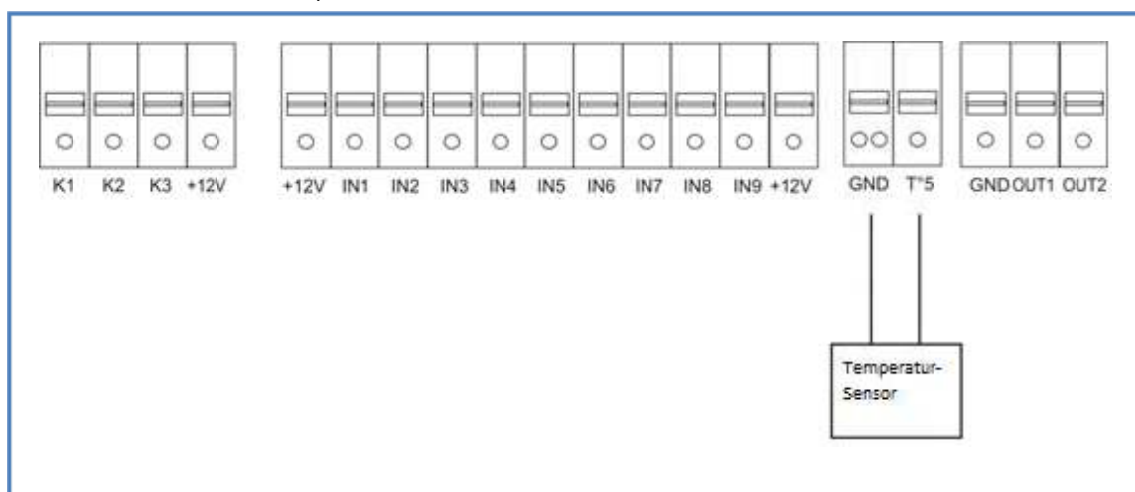 K1 K2 K3 +12V +12V IN1 IN2 IN3 IN4 IN5 IN6 IN7 IN8 IN9 +12V GND T°5 GND OUT1 OUT2
Temperatur-
Sensor